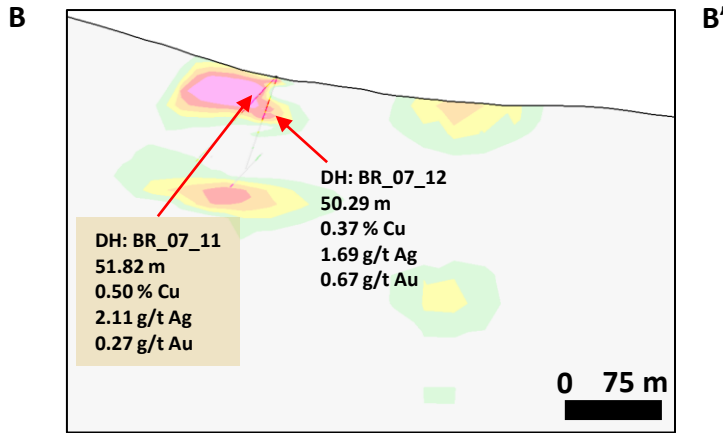 B
B'
DH: BR_07_12
50.29 m
0.37 % Cu
1.69 g/t Ag
0.67 g/t Au
DH: BR_07_11
51.82 m
0.50 % Cu
2.11 g/t Ag
0.27 g/t Au
0 75 m